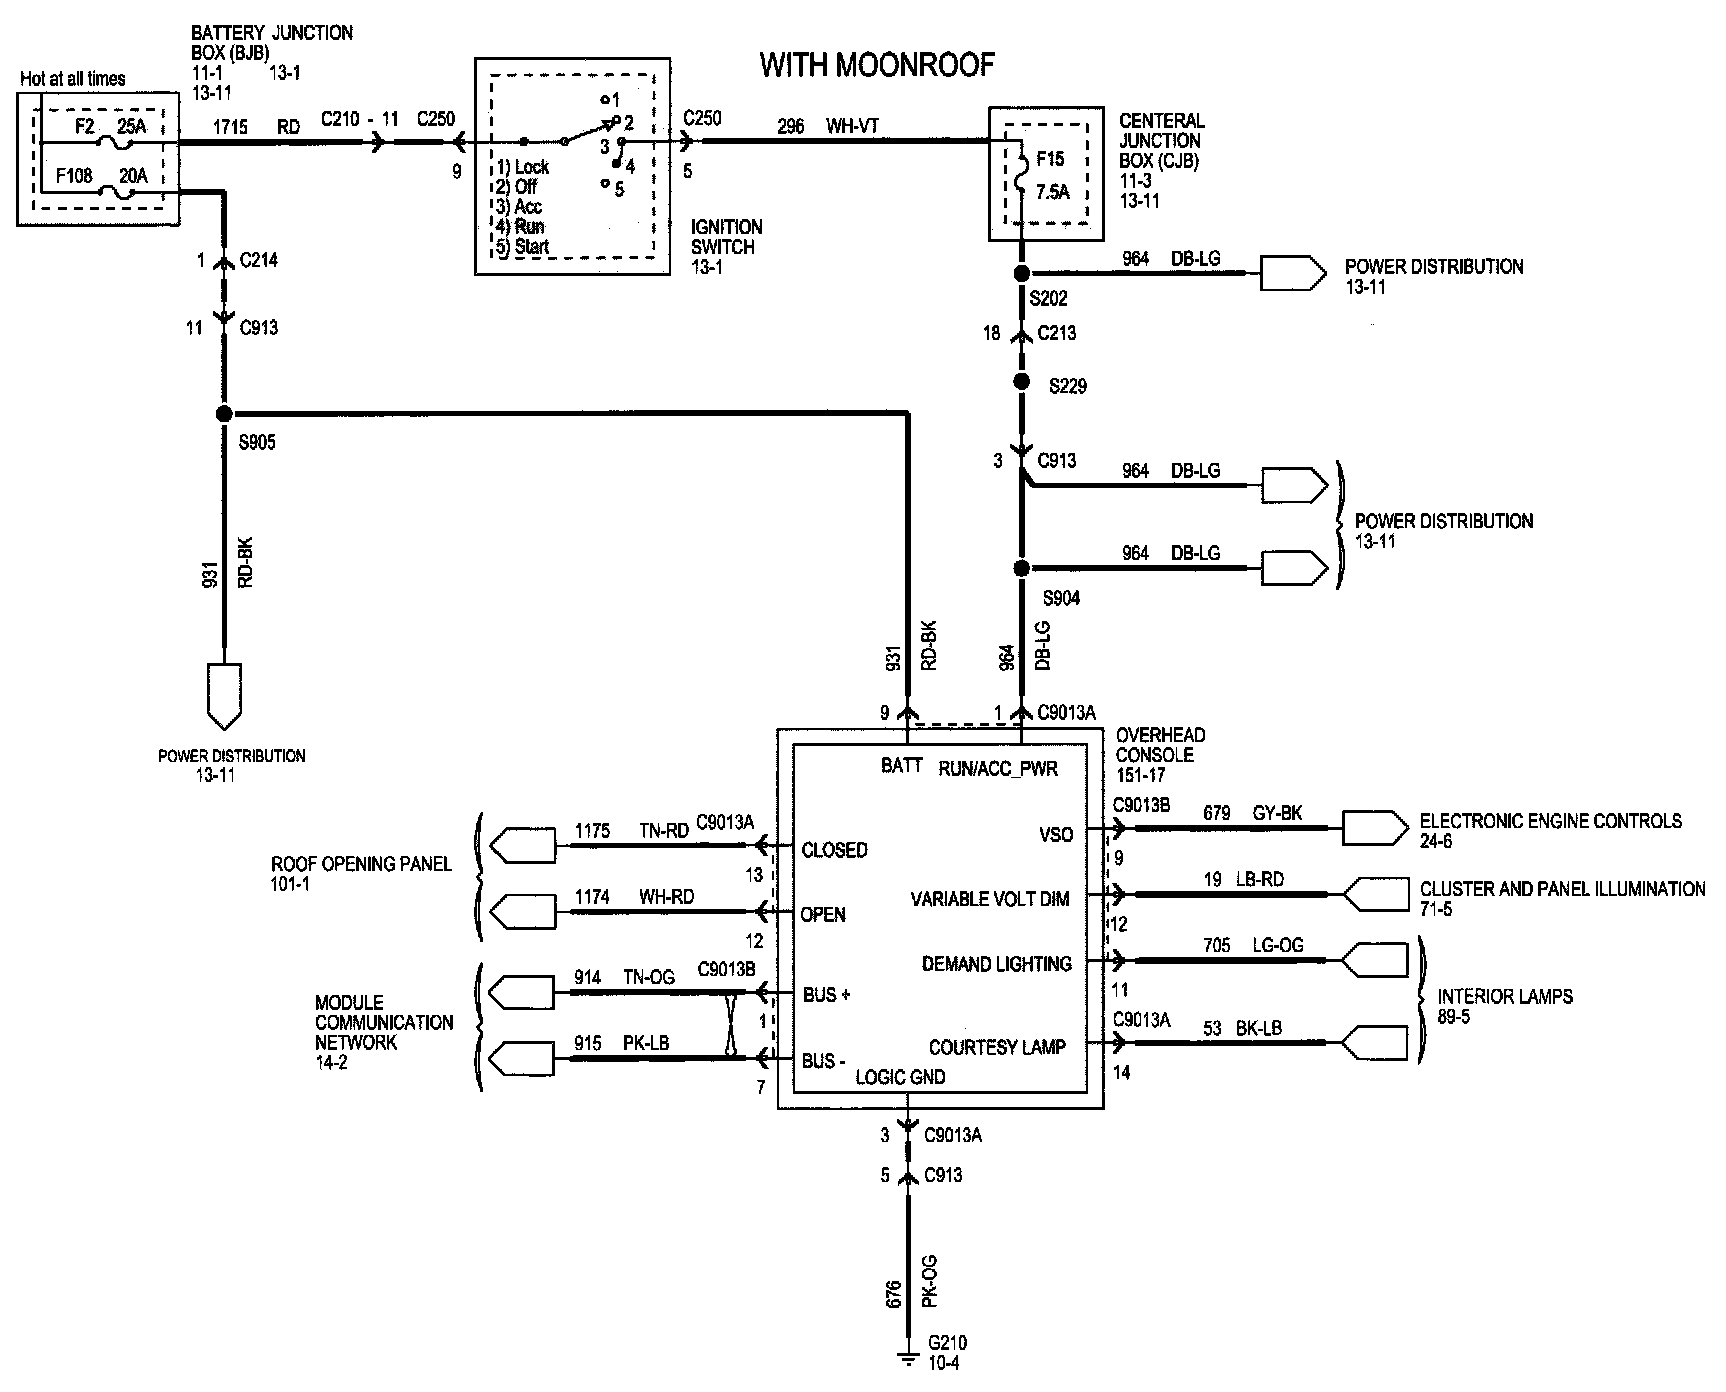 WITH MOONROOF
BATTERY JUNCTION
BOX (BJB)
11-1 13-1
13-11
Hot at all times
F2 25A
F108 20A
1715 RD
C210 - 11
C250
9
1
2
3
4
5
1) Lock
2) Off
3) Acc
4) Run
5) Start
IGNITION
SWITCH
13-1
C250
5
296 WH-VT
F15
7.5A
CENTERAL
JUNCTION
BOX (CJB)
11-3
13-11
1 C214
11 C913
S905
931
RD-BK
POWER DISTRIBUTION
13-11
964 DB-LG
POWER DISTRIBUTION
13-11
S202
18 C213
S229
3 C913
964 DB-LG
964 DB-LG
POWER DISTRIBUTION
13-11
S904
931
RD-BK
964
DB-LG
9
1 C9013A
OVERHEAD
CONSOLE
151-17
BATT
RUN/ACC_PWR
1175 TN-RD C9013A
CLOSED
13
ROOF OPENING PANEL
101-1
1174 WH-RD
OPEN
12
914 TN-OG C9013B
BUS +
1
MODULE
COMMUNICATION
NETWORK
14-2
915 PK-LB
BUS -
7
VSO
C9013B
9
679 GY-BK
ELECTRONIC ENGINE CONTROLS
24-6
VARIABLE VOLT DIM
12
19 LB-RD
CLUSTER AND PANEL ILLUMINATION
71-5
DEMAND LIGHTING
11
705 LG-OG
INTERIOR LAMPS
89-5
COURTESY LAMP
C9013A
14
53 BK-LB
LOGIC GND
3 C9013A
5 C913
676
PK-OG
G210
10-4